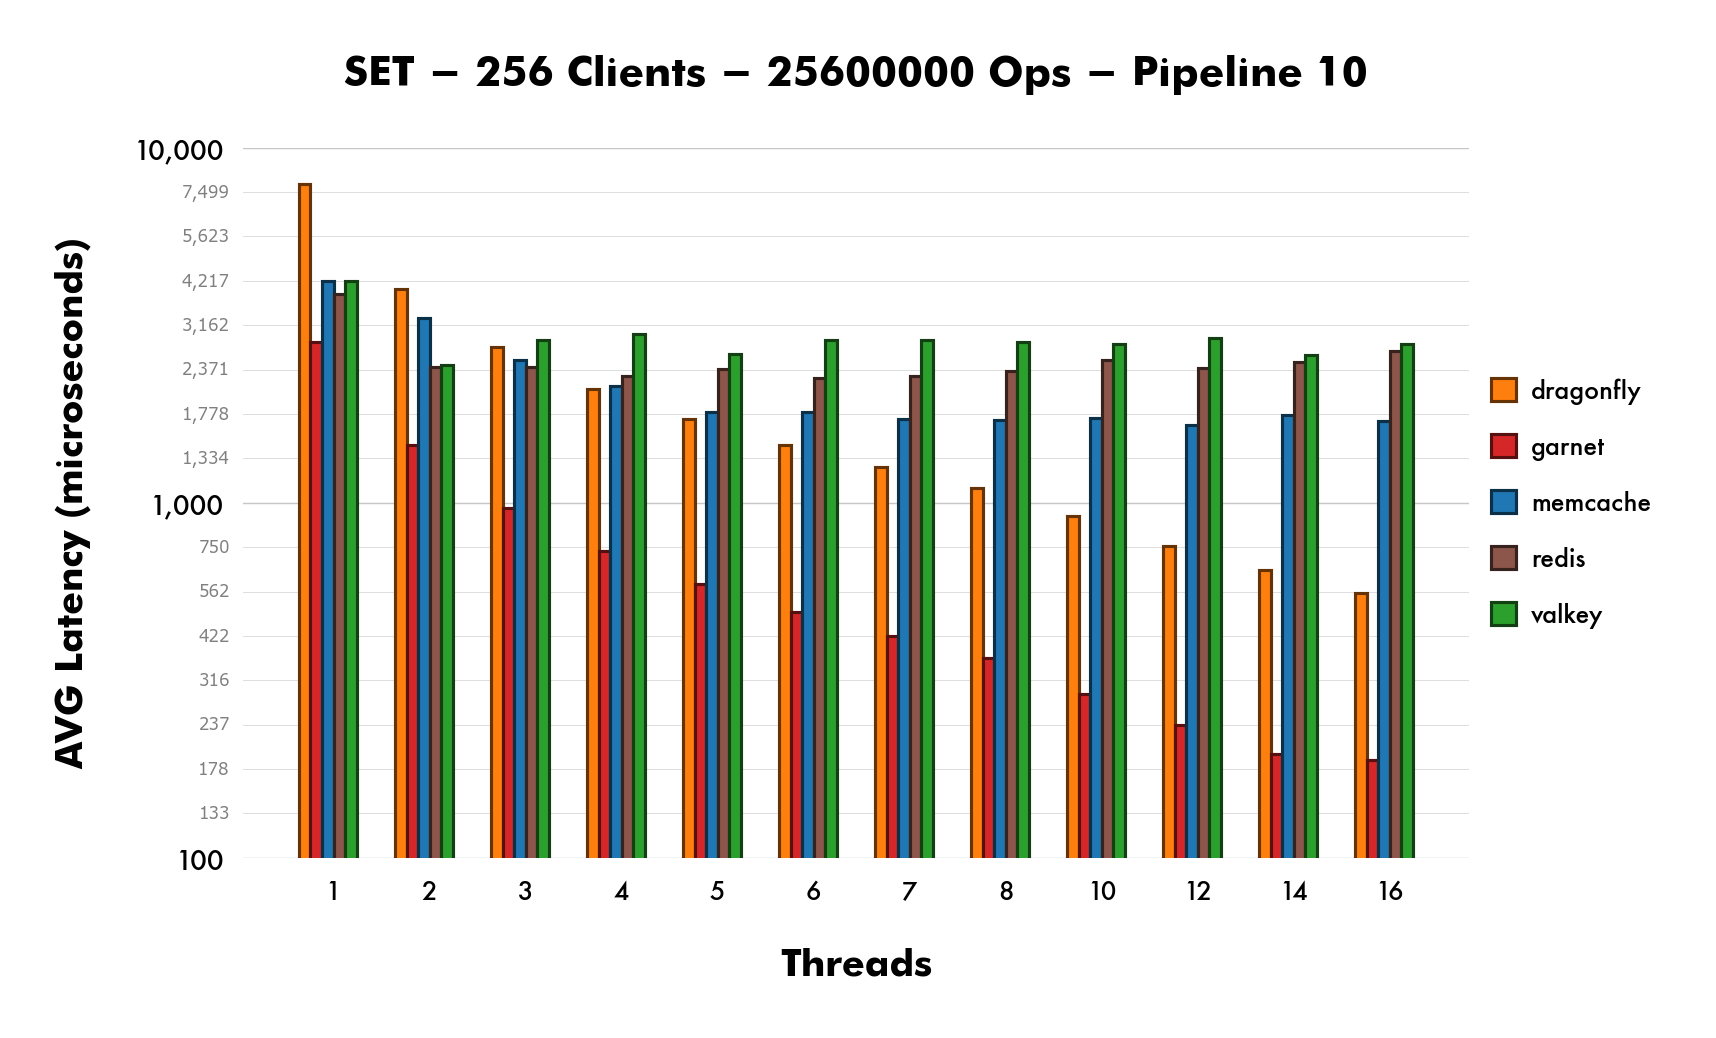 SET – 256 Clients – 25600000 Ops – Pipeline 10
AVG Latency (microseconds)
10,000
7,499
5,623
4,217
3,162
2,371
1,778
1,334
1,000
750
562
422
316
237
178
133
100
1 2 3 4 5 6 7 8 10 12 14 16
Threads
dragonfly
garnet
memcache
redis
valkey